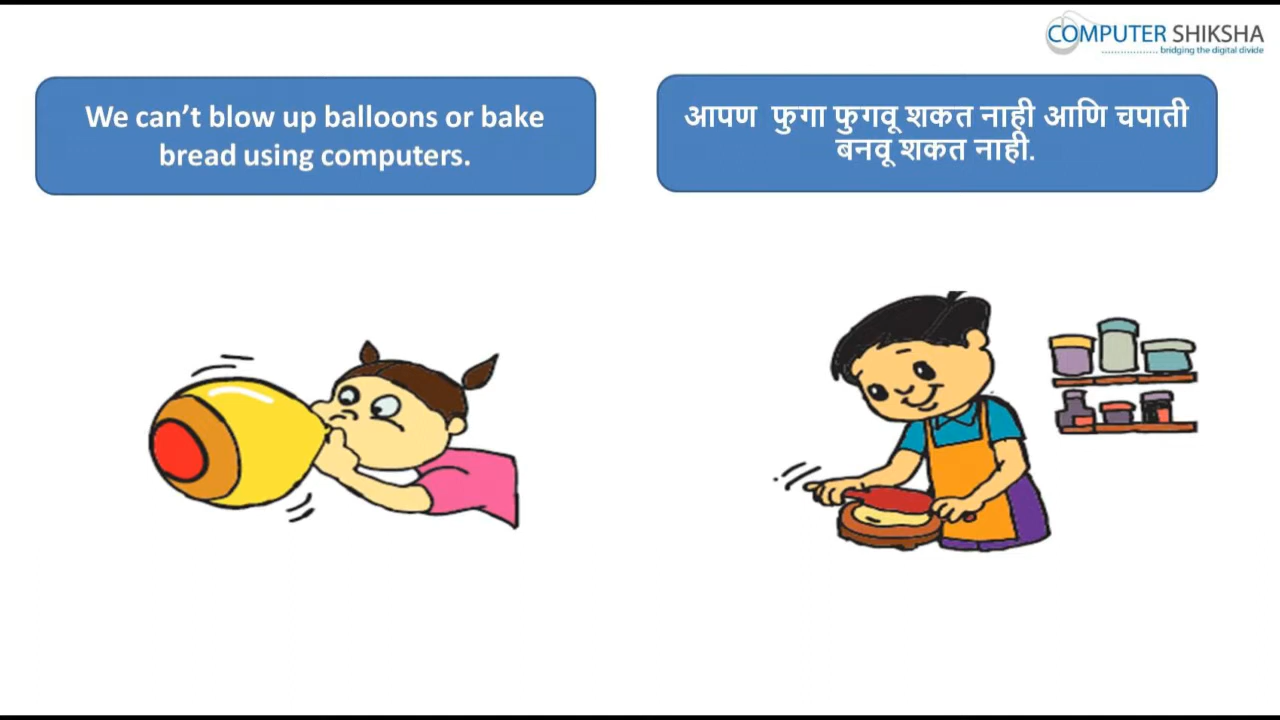 COMPUTER SHIKSHA
bridging the digital divide
We can’t blow up balloons or bake
bread using computers.
आपण फुगा फुगवू शकत नाही आणि चपाती
बनवू शकत नाही.